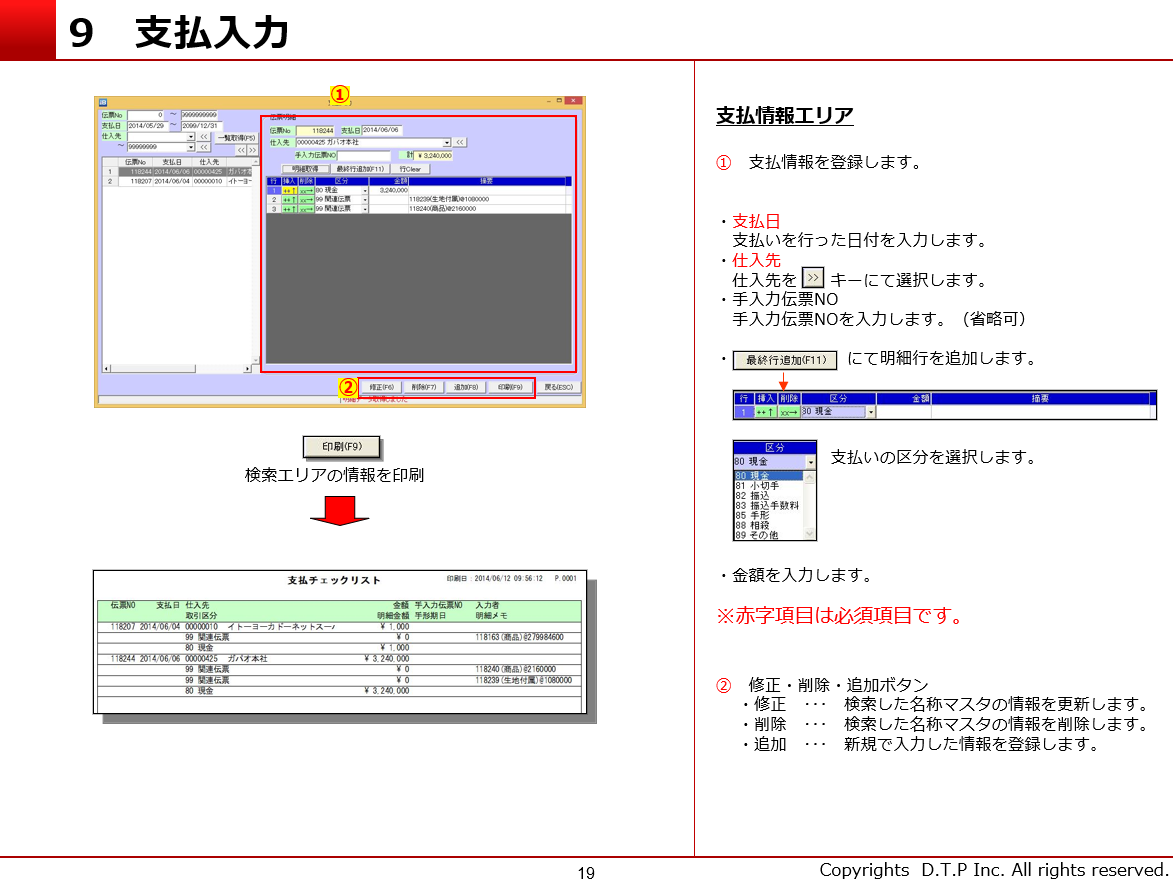 9 支払入力
①
伝票No 0 ～ 999999999
支払日 2014/05/29 ～ 2099/12/31
仕入先 << 一覧取得(F5)
～ 99999999 << << >>
伝票No 支払日 仕入先
1 118244 2014/06/06 00000425 ガバオ本
2 118207 2014/06/04 00000010 イトーヨー
伝票明細
伝票No 118244 支払日 2014/06/06
仕入先 00000425 ガバオ本社 <<
手入力伝票NO 計 ¥ 3,240,000
明細取得 最終行追加(F11) 行Clear
行 挿入 削除 区分 金額 摘要
1 ++↑ xx→ 80 現金 3,240,000
2 ++↑ xx→ 99 関連伝票 118239(生地付属)@1080000
3 ++↑ xx→ 99 関連伝票 118240(商品)@2160000
②
修正(F6) 削除(F7) 追加(F8) 印刷(F9) 戻る(ESC)
明細データ取得しました
印刷(F9)
検索エリアの情報を印刷
支払チェックリスト 印刷日 : 2014/06/12 09:56:12 P.0001
伝票NO 支払日 仕入先 金額 手入力伝票NO 入力者
取引区分 明細金額 手形期日 明細メモ
118207 2014/06/04 00000010 イトーヨーカドーネットスーパ ¥ 1,000
99 関連伝票 ¥ 0 118163(商品)@279984600
80 現金 ¥ 1,000
118244 2014/06/06 00000425 ガバオ本社 ¥ 3,240,000
99 関連伝票 ¥ 0 118240(商品)@2160000
99 関連伝票 ¥ 0 118239(生地付属)@1080000
80 現金 ¥ 3,240,000
支払情報エリア
① 支払情報を登録します。
・支払日
支払いを行った日付を入力します。
・仕入先
仕入先を >> キーにて選択します。
・手入力伝票NO
手入力伝票NOを入力します。（省略可）
・ 最終行追加(F11) にて明細行を追加します。
行 挿入 削除 区分 金額 摘要
1 ++↑ xx→ 80 現金
区分
80 現金
80 現金
81 小切手
82 振込
83 振込手数料
85 手形
88 相殺
89 その他
支払いの区分を選択します。
・金額を入力します。
※赤字項目は必須項目です。
② 修正・削除・追加ボタン
・修正 ･･･ 検索した名称マスタの情報を更新します。
・削除 ･･･ 検索した名称マスタの情報を削除します。
・追加 ･･･ 新規で入力した情報を登録します。
19
Copyrights D.T.P Inc. All rights reserved.